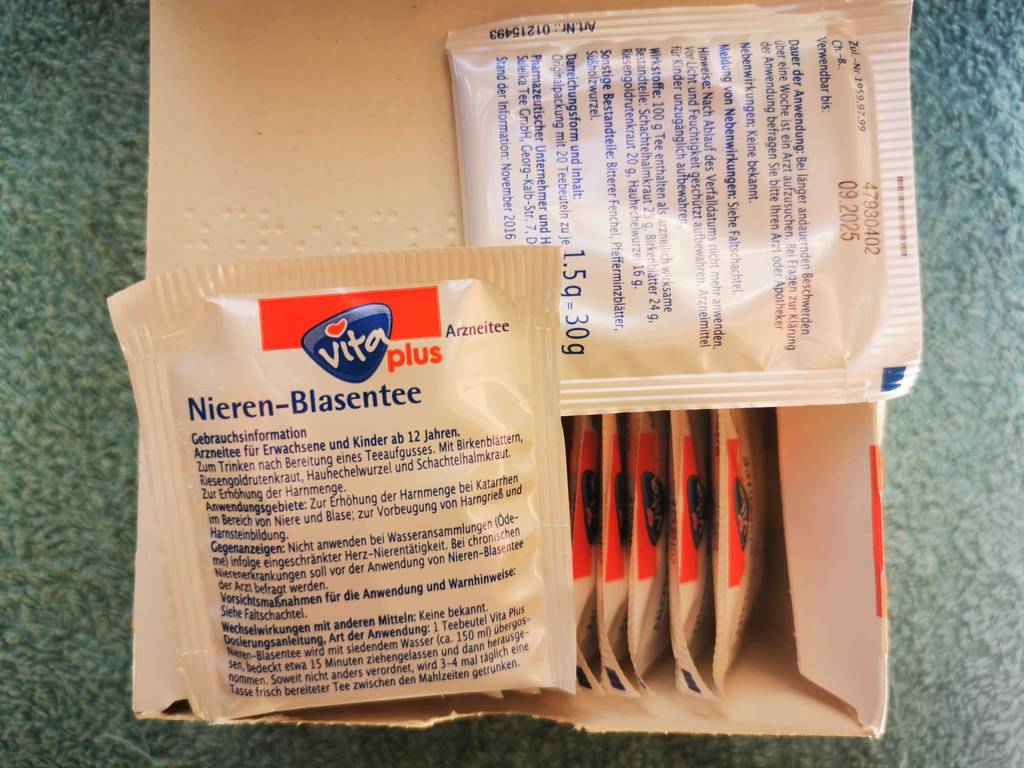 vita
plus
Arzneitee
Nieren-Blasentee
Gebrauchsinformation
Arzneitee für Erwachsene und Kinder ab 12 Jahren.
Zum Trinken nach Bereitung eines Teeaufgusses. Mit Birkenblättern,
Riesengoldrutenkraut, Hauhechelwurzel und Schachtelhalmkraut.
Zur Erhöhung der Harnmenge.
Anwendungsgebiete: Zur Erhöhung der Harnmenge bei Katarrhen
im Bereich von Niere und Blase; zur Vorbeugung von Harngrieß und
Harnsteinbildung.
Gegenanzeigen: Nicht anwenden bei Wasseransammlungen (Öde-
me) infolge eingeschränkter Herz-Nierentätigkeit. Bei chronischen
Nierenerkrankungen soll vor der Anwendung von Nieren-Blasentee
der Arzt befragt werden.
Vorsichtsmaßnahmen für die Anwendung und Warnhinweise:
Siehe Faltschachtel.
Wechselwirkungen mit anderen Mitteln: Keine bekannt.
Dosierungsanleitung, Art der Anwendung: 1 Teebeutel Vita Plus
Nieren-Blasentee wird mit siedendem Wasser (ca. 150 ml) übergos-
sen, bedeckt etwa 15 Minuten ziehengelassen und dann herausge-
nommen. Soweit nicht anders verordnet, wird 3-4 mal täglich eine
Tasse frisch bereiteter Tee zwischen den Mahlzeiten getrunken.
Zul.-Nr 1959.97.99
Ch.-B.:
47930402
Verwendbar bis:
09.2025
Dauer der Anwendung: Bei länger andauernden Beschwerden
über eine Woche ist ein Arzt aufzusuchen. Bei Fragen zur Klärung
der Anwendung befragen Sie bitte Ihren Arzt oder Apotheker
Nebenwirkungen: Keine bekannt.
Meldung von Nebenwirkungen: Siehe Faltschachtel.
Hinweise: Nach Ablauf des Verfalldatums nicht mehr anwenden.
Vor Licht und Feuchtigkeit geschützt aufbewahren. Arzneimittel
für Kinder unzugänglich aufbewahren.
Wirkstoffe: 100 g Tee enthalten als arzneilich wirksame
Bestandteile: Schachtelhalmkraut 25 g, Birkenblätter 24 g,
Riesengoldrutenkraut 20 g, Hauhechelwurzel 16 g.
Sonstige Bestandteile: Bitterer Fenchel, Pfefferminzblätter,
Süßholzwurzel.
Darreichungsform und Inhalt:
Originalpackung mit 20 Teebeuteln zu je 1.5 g = 30 g
Pharmazeutischer Unternehmer und H
Saleika Tee GmbH, Georg-Kalb-Str. 7, D
Stand der Information: November 2016
Art.Nr.: 01215493